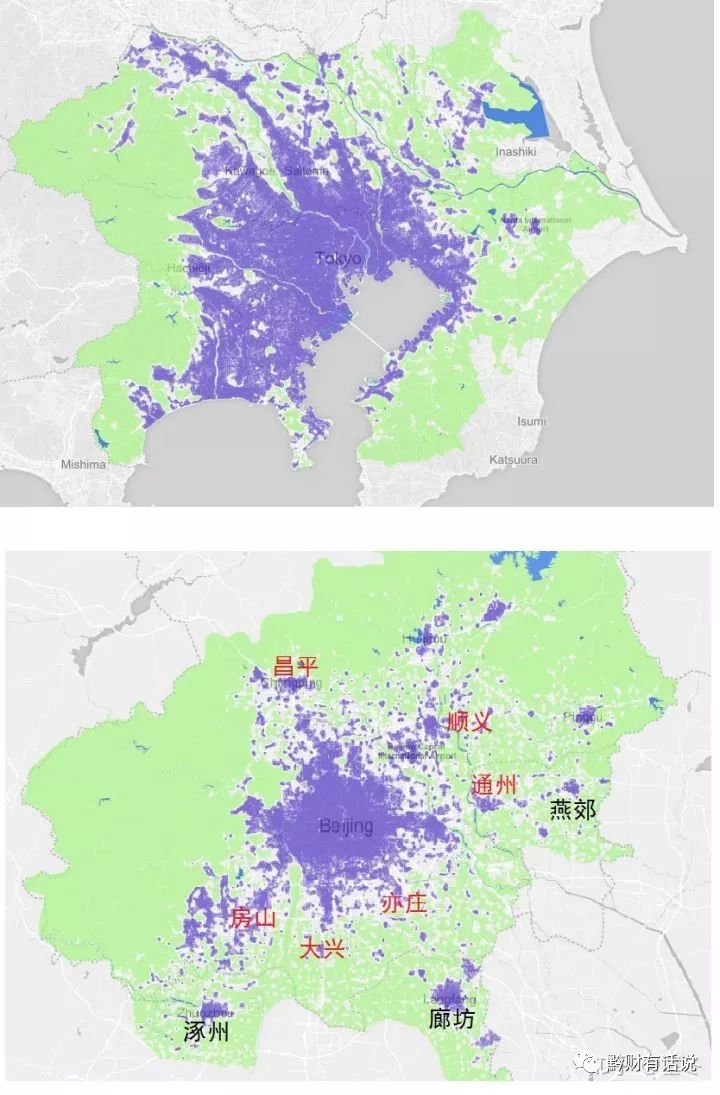 Inashiki
Kawagoe Saitama
Narita International
Airport
Tokyo
Hachioji
Isumi
Katsuura
Mishima
Huairou
昌平
Changping
顺义
Pinggu
Beijing Capital
International Airport
通州
燕郊
Beijing
亦庄
房山
大兴
Langfang
廊坊
Zhuozhou
涿州
黔财有话说